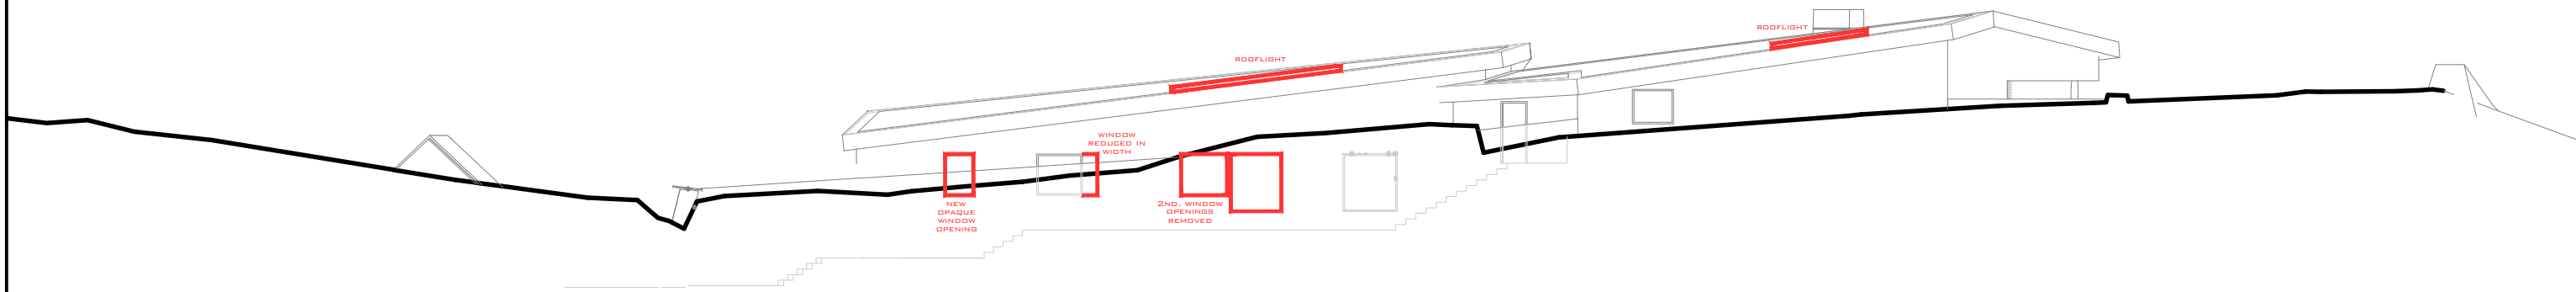 ROOFLIGHT
ROOFLIGHT
WINDOW
REDUCED IN
WIDTH
NEW
OPAQUE
WINDOW
OPENING
2NO. WINDOW
OPENINGS
REMOVED